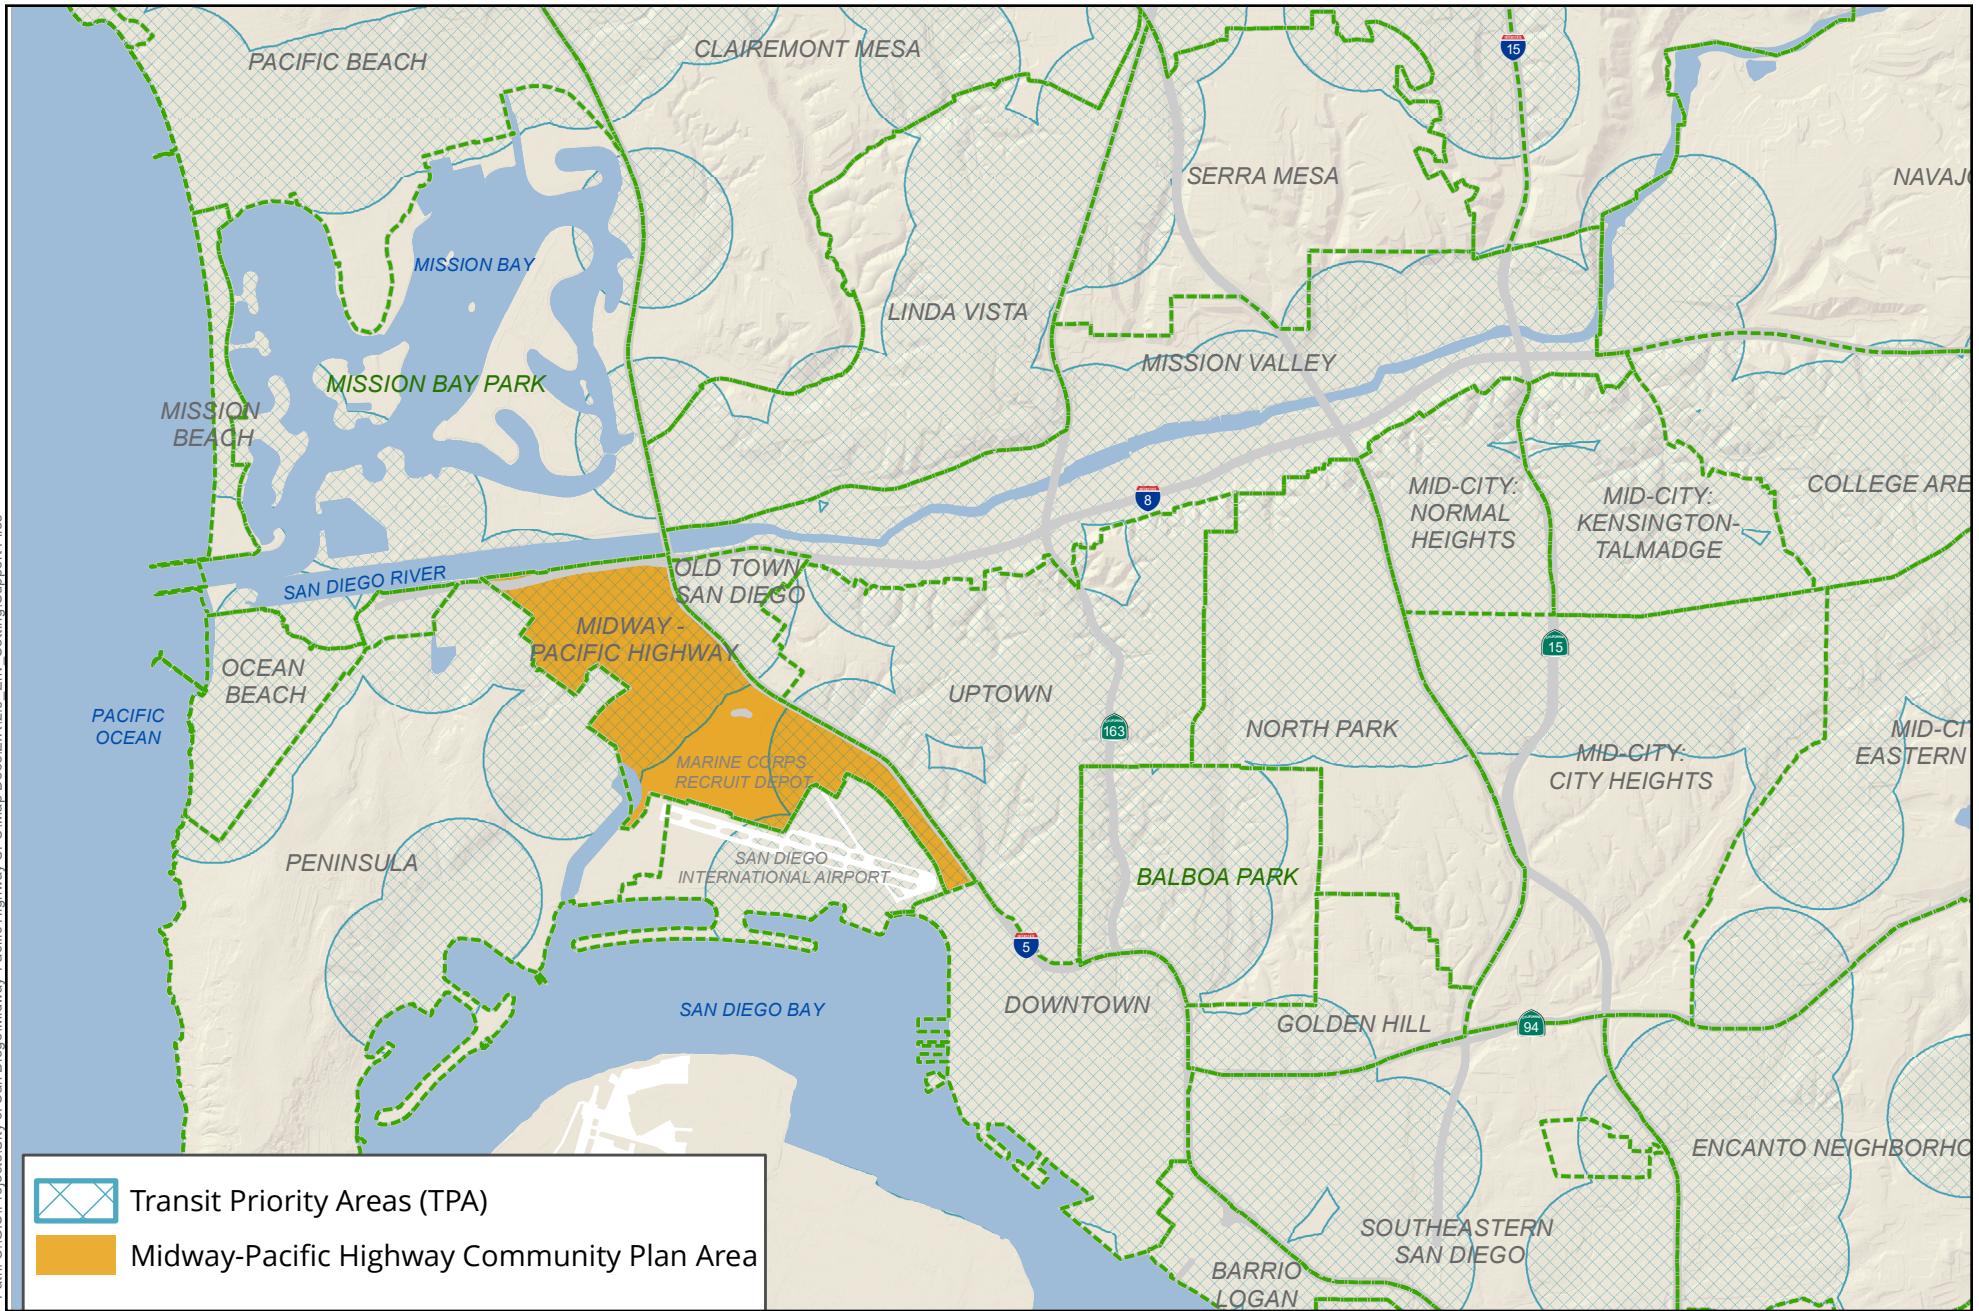 PACIFIC BEACH
CLAIREMONT MESA
15
SERRA MESA
NAVAJO
MISSION BAY
LINDA VISTA
MISSION VALLEY
MISSION BAY PARK
MISSION
BEACH
8
MID-CITY:
NORMAL
HEIGHTS
MID-CITY:
KENSINGTON-
TALMADGE
COLLEGE ARE
SAN DIEGO RIVER
OLD TOWN
SAN DIEGO
MIDWAY -
PACIFIC HIGHWAY
OCEAN
BEACH
15
UPTOWN
PACIFIC
OCEAN
163
NORTH PARK
MID-CIT
EASTERN
MID-CITY:
CITY HEIGHTS
MARINE CORPS
RECRUIT DEPOT
PENINSULA
SAN DIEGO
INTERNATIONAL AIRPORT
BALBOA PARK
5
SAN DIEGO BAY
DOWNTOWN
GOLDEN HILL
94
ENCANTO NEIGHBORHO
SOUTHEASTERN
SAN DIEGO
BARRIO
LOGAN
Transit Priority Areas (TPA)
Midway-Pacific Highway Community Plan Area